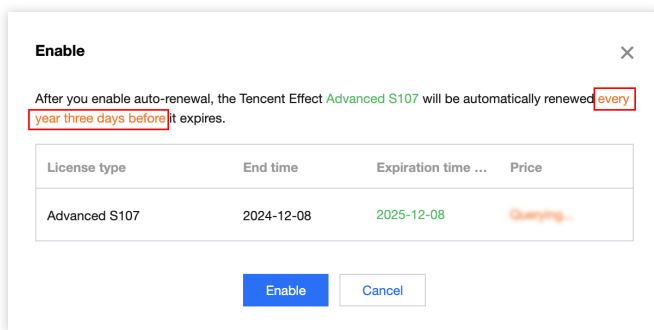 Enable
After you enable auto-renewal, the Tencent Effect Advanced S107 will be automatically renewed every
year three days before it expires.
License type End time Expiration time ... Price
Advanced S107 2024-12-08 2025-12-08 Querying...
Enable Cancel